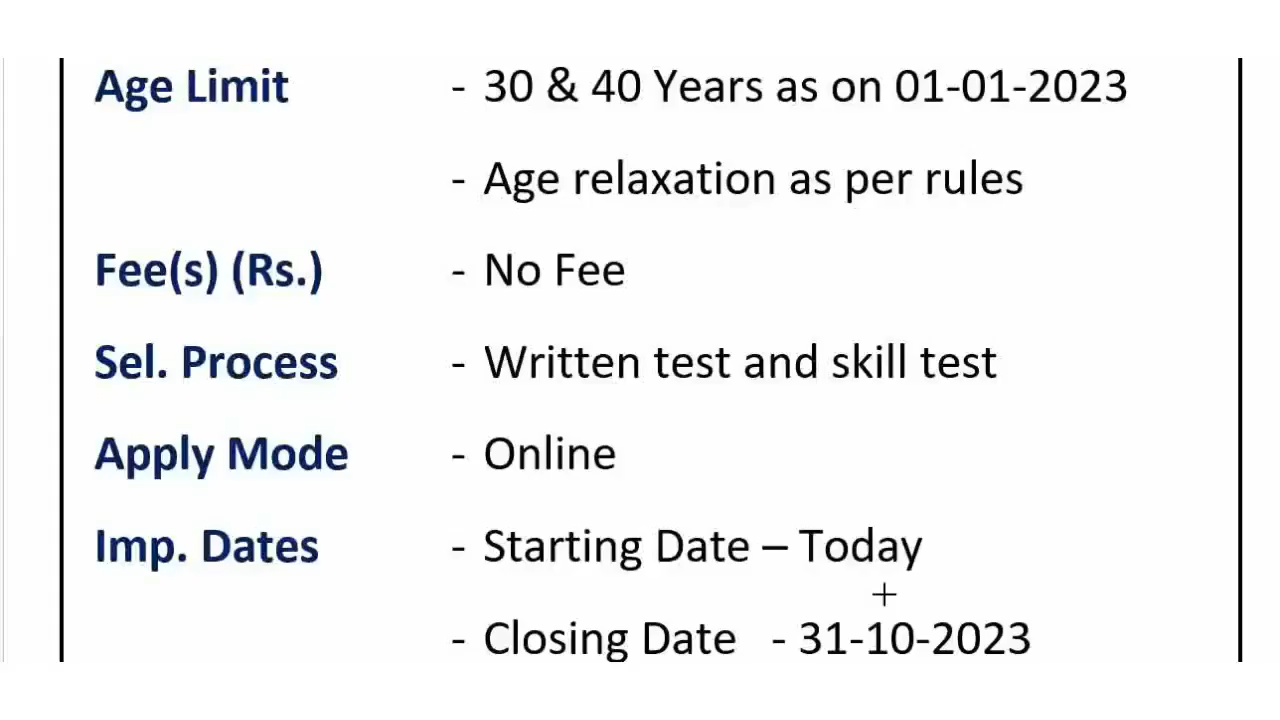 Age Limit - 30 & 40 Years as on 01-01-2023
- Age relaxation as per rules
Fee(s) (Rs.) - No Fee
Sel. Process - Written test and skill test
Apply Mode - Online
Imp. Dates - Starting Date – Today
- Closing Date - 31-10-2023